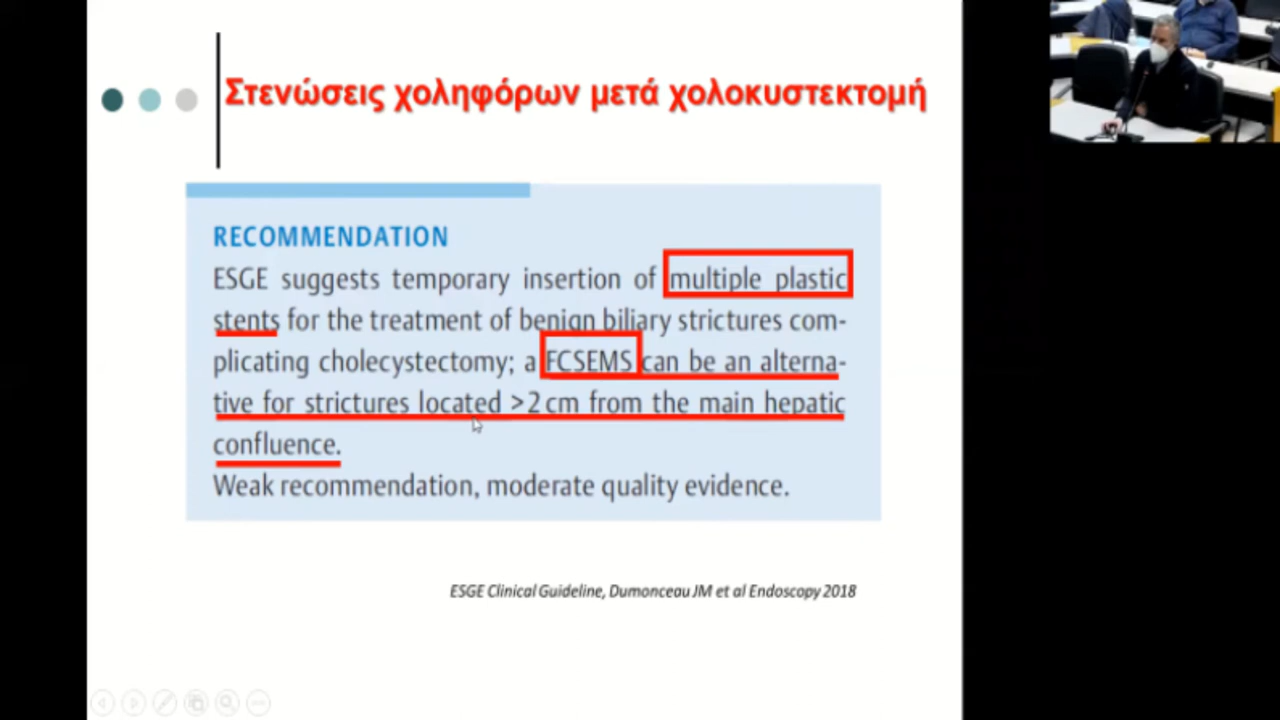 Στενώσεις χοληφόρων μετά χολοκυστεκτομή
RECOMMENDATION
ESGE suggests temporary insertion of multiple plastic
stents for the treatment of benign biliary strictures com-
plicating cholecystectomy; a FCSEMS can be an alterna-
tive for strictures located >2 cm from the main hepatic
confluence.
Weak recommendation, moderate quality evidence.
ESGE Clinical Guideline, Dumonceau JM et al Endoscopy 2018